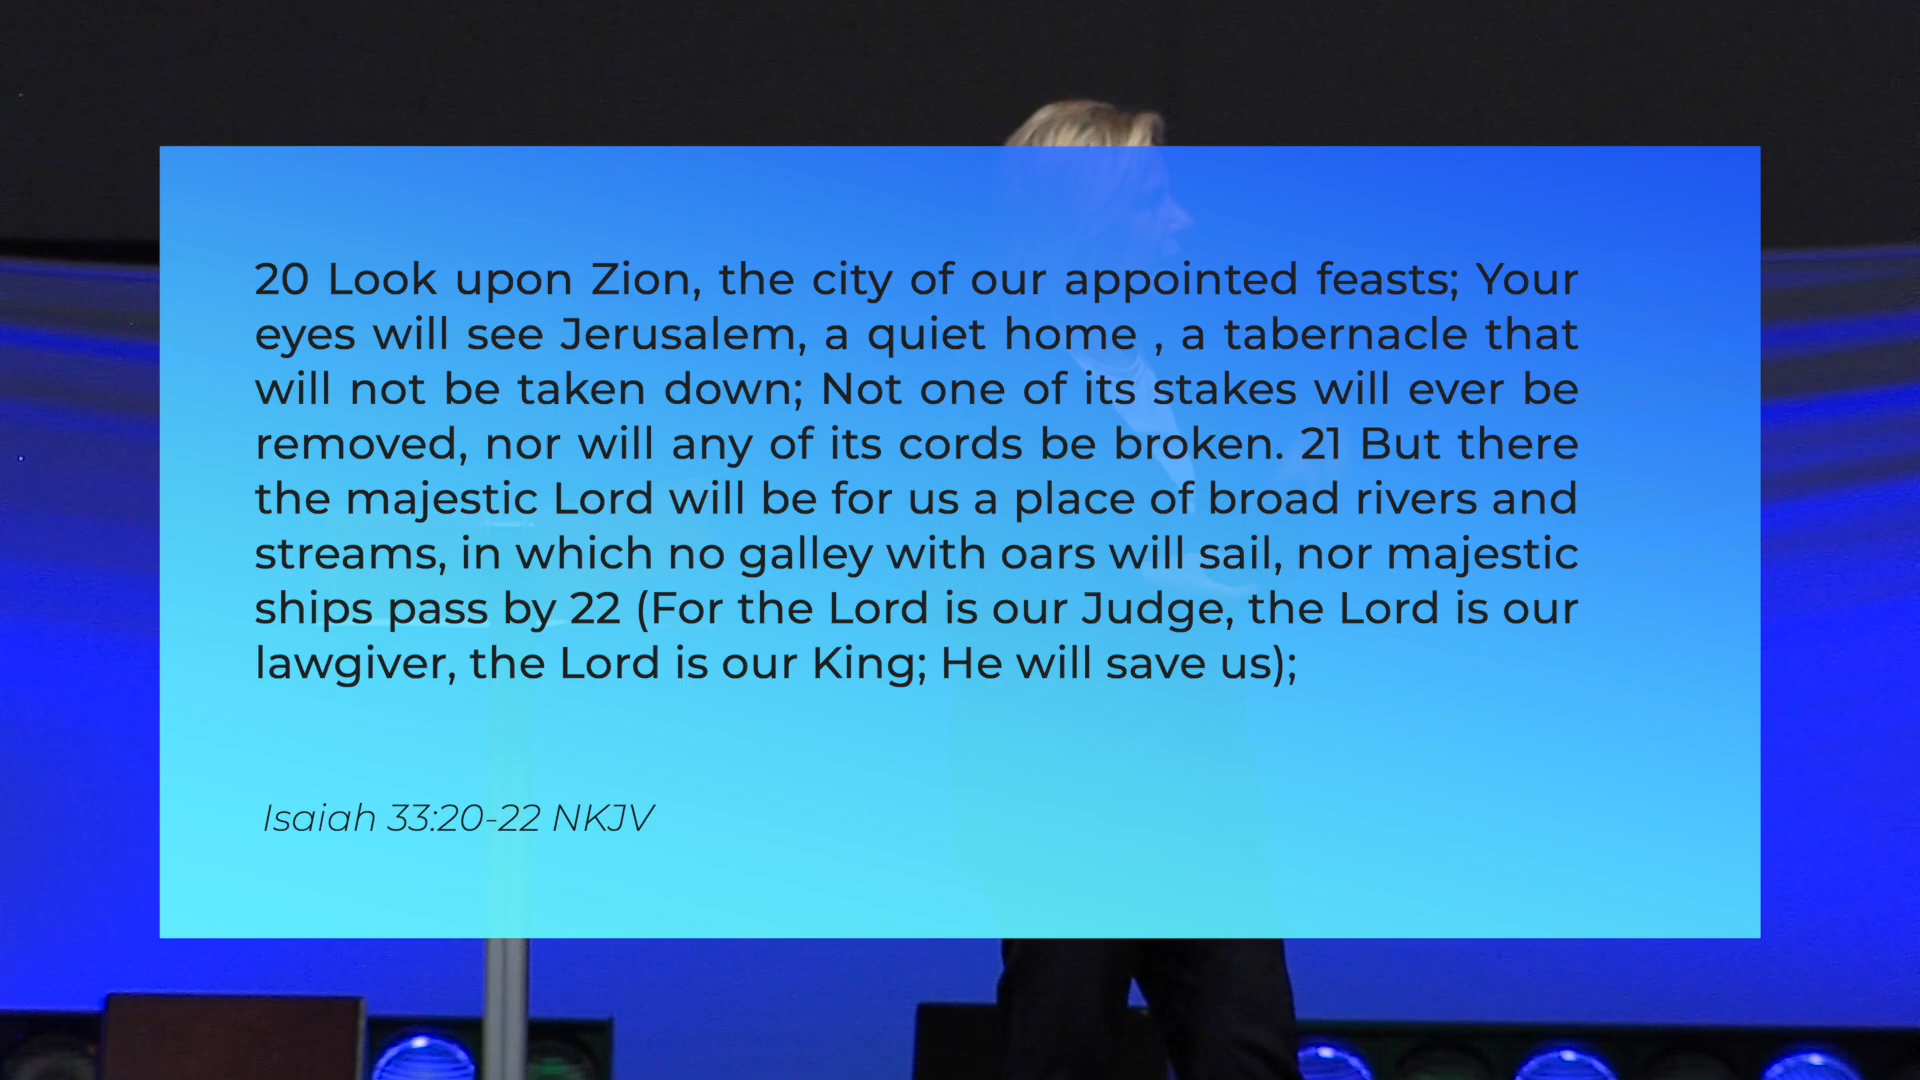 20 Look upon Zion, the city of our appointed feasts; Your
eyes will see Jerusalem, a quiet home , a tabernacle that
will not be taken down; Not one of its stakes will ever be
removed, nor will any of its cords be broken. 21 But there
the majestic Lord will be for us a place of broad rivers and
streams, in which no galley with oars will sail, nor majestic
ships pass by 22 (For the Lord is our Judge, the Lord is our
lawgiver, the Lord is our King; He will save us);
Isaiah 33:20-22 NKJV